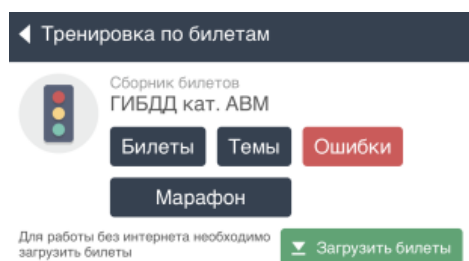 Тренировка по билетам
Сборник билетов
ГИБДД кат. АВМ
Билеты Темы Ошибки
Марафон
Для работы без интернета необходимо
загрузить билеты
Загрузить билеты